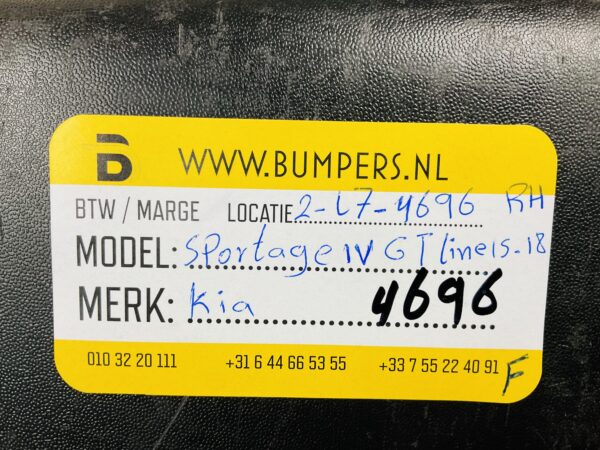 B WWW.BUMPERS.NL
BTW / MARGE LOCATIE: 2-L7-4696 RH
MODEL: Sportage IV GT line 15-18
MERK: Kia 4696
010 32 20 111 +31 6 44 66 53 55 +33 7 55 22 40 91 F